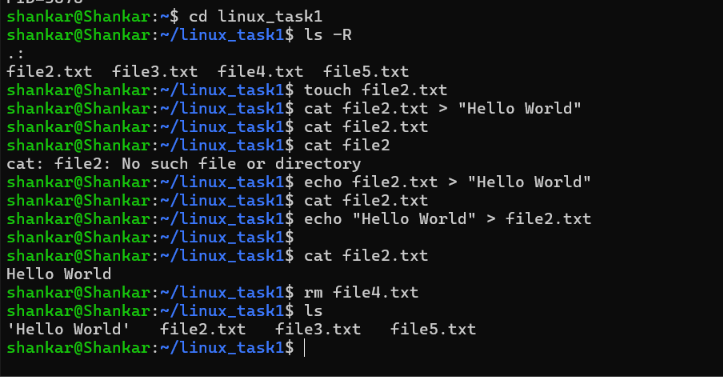 shankar@Shankar:~$ cd linux_task1
shankar@Shankar:~/linux_task1$ ls -R
.:
file2.txt  file3.txt  file4.txt  file5.txt
shankar@Shankar:~/linux_task1$ touch file2.txt
shankar@Shankar:~/linux_task1$ cat file2.txt > "Hello World"
shankar@Shankar:~/linux_task1$ cat file2.txt
shankar@Shankar:~/linux_task1$ cat file2
cat: file2: No such file or directory
shankar@Shankar:~/linux_task1$ echo file2.txt > "Hello World"
shankar@Shankar:~/linux_task1$ cat file2.txt
shankar@Shankar:~/linux_task1$ echo "Hello World" > file2.txt
shankar@Shankar:~/linux_task1$
shankar@Shankar:~/linux_task1$ cat file2.txt
Hello World
shankar@Shankar:~/linux_task1$ rm file4.txt
shankar@Shankar:~/linux_task1$ ls
'Hello World'   file2.txt   file3.txt   file5.txt
shankar@Shankar:~/linux_task1$